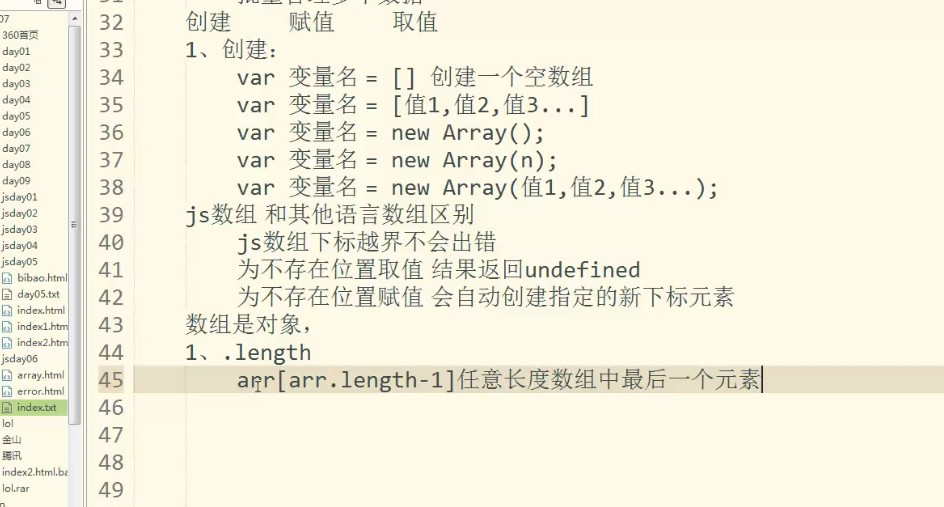 07
360首页
day01
day02
day03
day04
day05
day06
day07
day08
day09
jsday01
jsday02
jsday03
jsday04
jsday05
bibao.html
day05.txt
index.html
index1.htm
index2.htm
jsday06
array.html
error.html
index.txt
lol
金山
腾讯
index2.html.ba
lol.rar
32 创建 赋值 取值
33 1、创建:
34 var 变量名 = [] 创建一个空数组
35 var 变量名 = [值1,值2,值3...]
36 var 变量名 = new Array();
37 var 变量名 = new Array(n);
38 var 变量名 = new Array(值1,值2,值3...);
39 js数组 和其他语言数组区别
40 js数组下标越界不会出错
41 为不存在位置取值 结果返回undefined
42 为不存在位置赋值 会自动创建指定的新下标元素
43 数组是对象,
44 1、.length
45 arr[arr.length-1]任意长度数组中最后一个元素
46
47
48
49